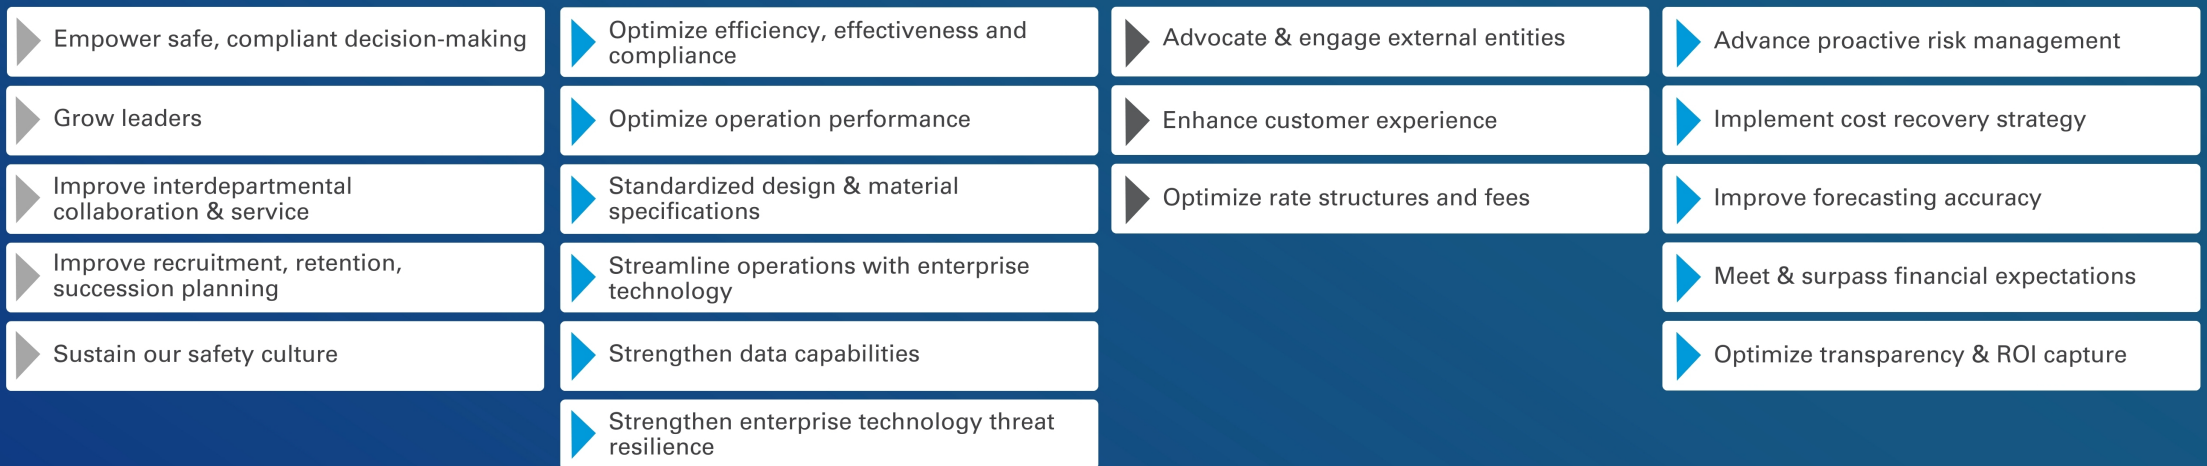 Empower safe, compliant decision-making
Grow leaders
Improve interdepartmental
collaboration & service
Improve recruitment, retention,
succession planning
Sustain our safety culture
Optimize efficiency, effectiveness and
compliance
Optimize operation performance
Standardized design & material
specifications
Streamline operations with enterprise
technology
Strengthen data capabilities
Strengthen enterprise technology threat
resilience
Advocate & engage external entities
Enhance customer experience
Optimize rate structures and fees
Advance proactive risk management
Implement cost recovery strategy
Improve forecasting accuracy
Meet & surpass financial expectations
Optimize transparency & ROI capture